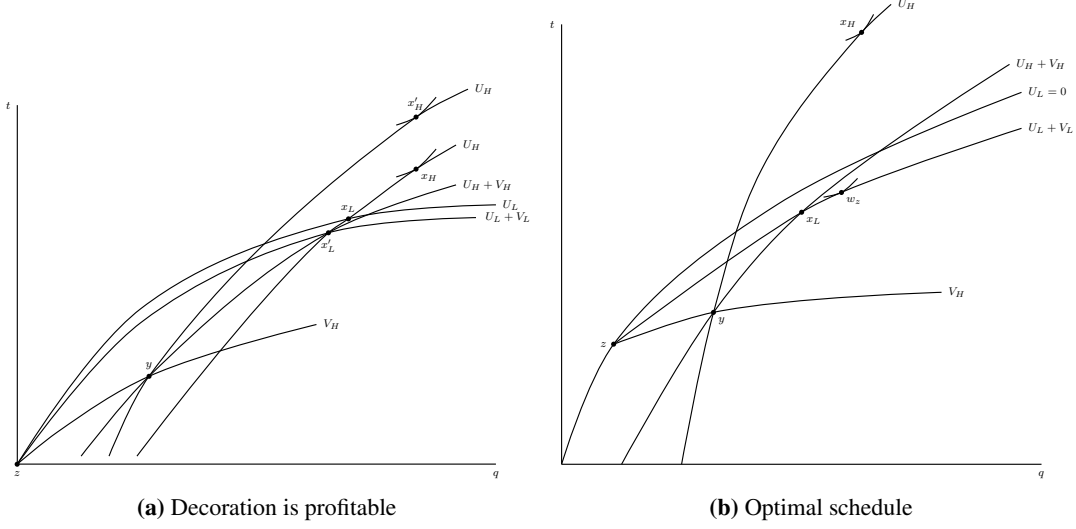 t
U_H
x'_H
U_H
x_H
U_H + V_H
x_L
U_L
U_L + V_L
x'_L
V_H
y
z
q
(a) Decoration is profitable
t
x_H
U_H
U_H + V_H
U_L = 0
U_L + V_L
w_z
x_L
V_H
y
z
q
(b) Optimal schedule